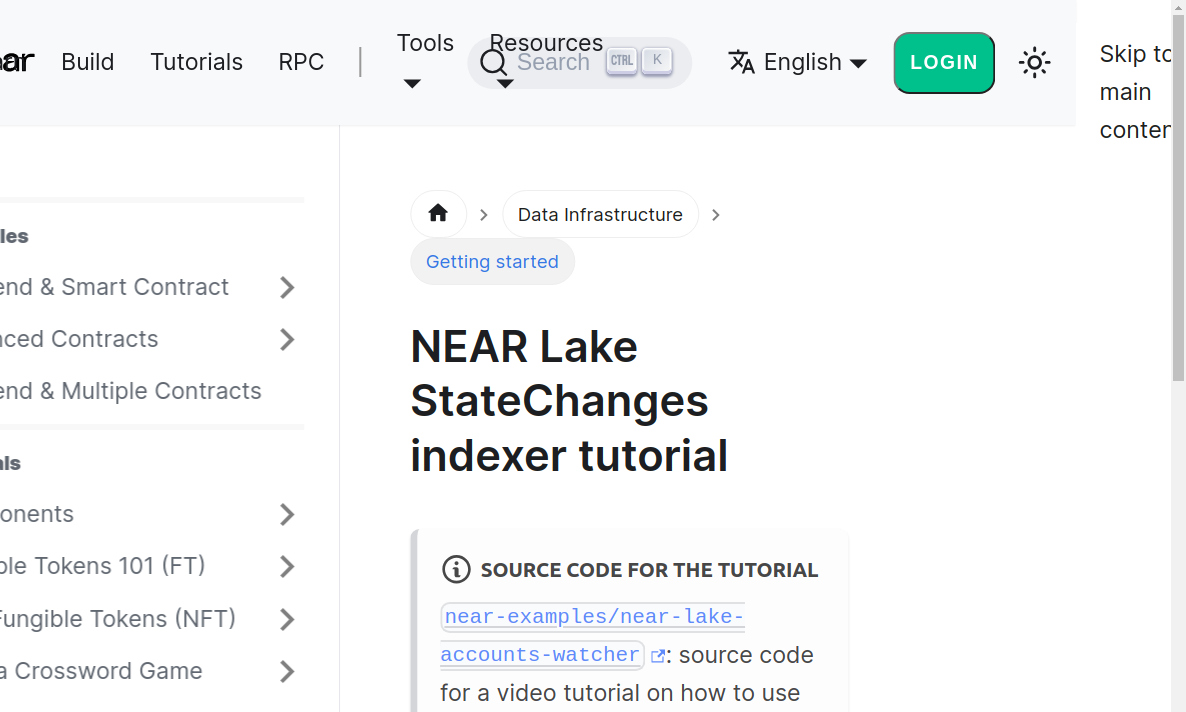 ar Build Tutorials RPC | Tools Resources Search CTRL K English LOGIN
Skip to
main
conten
les
end & Smart Contract
nced Contracts
end & Multiple Contracts
als
onents
ble Tokens 101 (FT)
Fungible Tokens (NFT)
a Crossword Game
Data Infrastructure
Getting started
NEAR Lake
StateChanges
indexer tutorial
SOURCE CODE FOR THE TUTORIAL
near-examples/near-lake-
accounts-watcher : source code
for a video tutorial on how to use